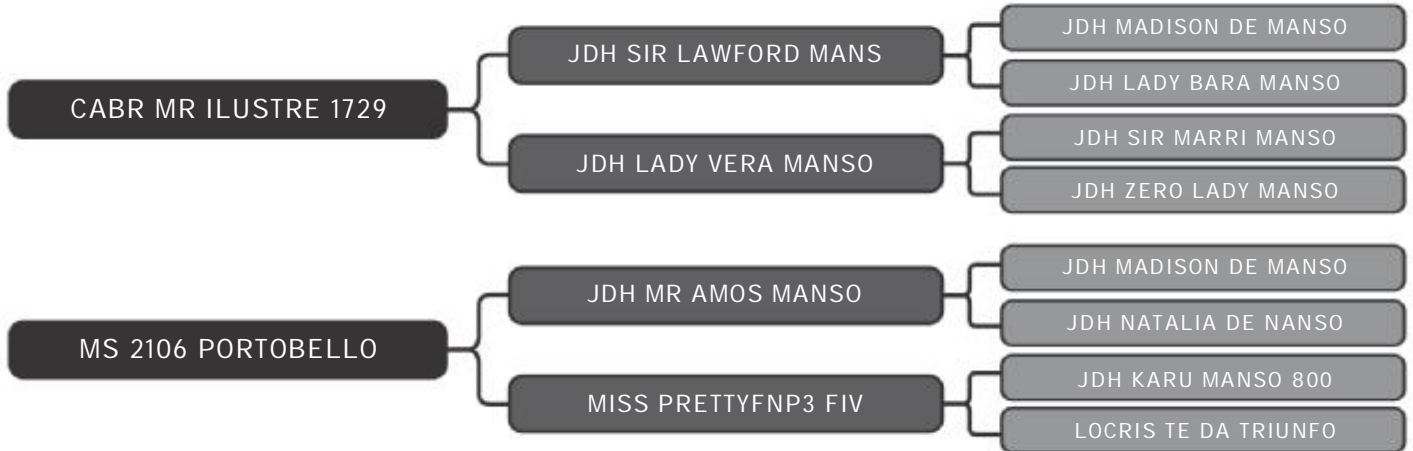 JDH MADISON DE MANSO
JDH SIR LAWFORD MANS
JDH LADY BARA MANSO
CABR MR ILUSTRE 1729
JDH SIR MARRI MANSO
JDH LADY VERA MANSO
JDH ZERO LADY MANSO
JDH MADISON DE MANSO
JDH MR AMOS MANSO
JDH NATALIA DE NANSO
MS 2106 PORTOBELLO
JDH KARU MANSO 800
MISS PRETTYFNP3 FIV
LOCRIS TE DA TRIUNFO